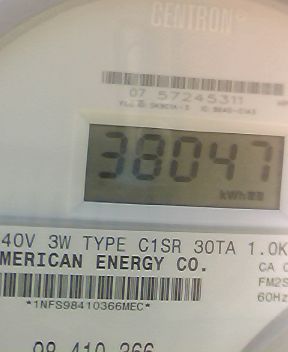 CENTRON®
07 57245311
38047
kWh
40V 3W TYPE C1SR 30TA 1.0K
MERICAN ENERGY CO.
CA 0
FM2S
60Hz
*1NFS98410366MEC*
98 410 366